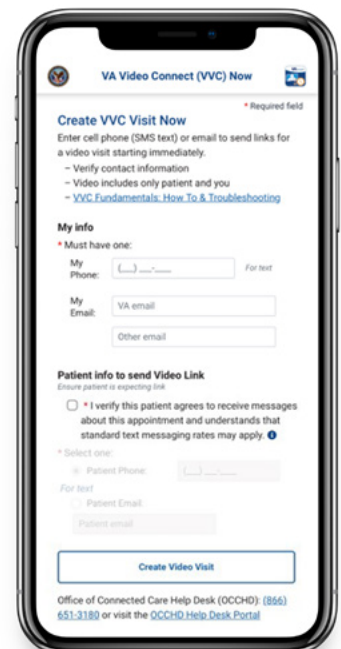 VA Video Connect (VVC) Now
* Required field
Create VVC Visit Now
Enter cell phone (SMS text) or email to send links for
a video visit starting immediately.
– Verify contact information
– Video includes only patient and you
– VVC Fundamentals: How To & Troubleshooting
My info
* Must have one:
My
Phone:
(__) __-____
For text
My
Email:
VA email
Other email
Patient info to send Video Link
Ensure patient is expecting link
* I verify this patient agrees to receive messages
about this appointment and understands that
standard text messaging rates may apply.
* Select one:
Patient Phone:
(__) __-____
For text
Patient Email:
Patient email
Create Video Visit
Office of Connected Care Help Desk (OCCHD): (866)
651-3180 or visit the OCCHD Help Desk Portal